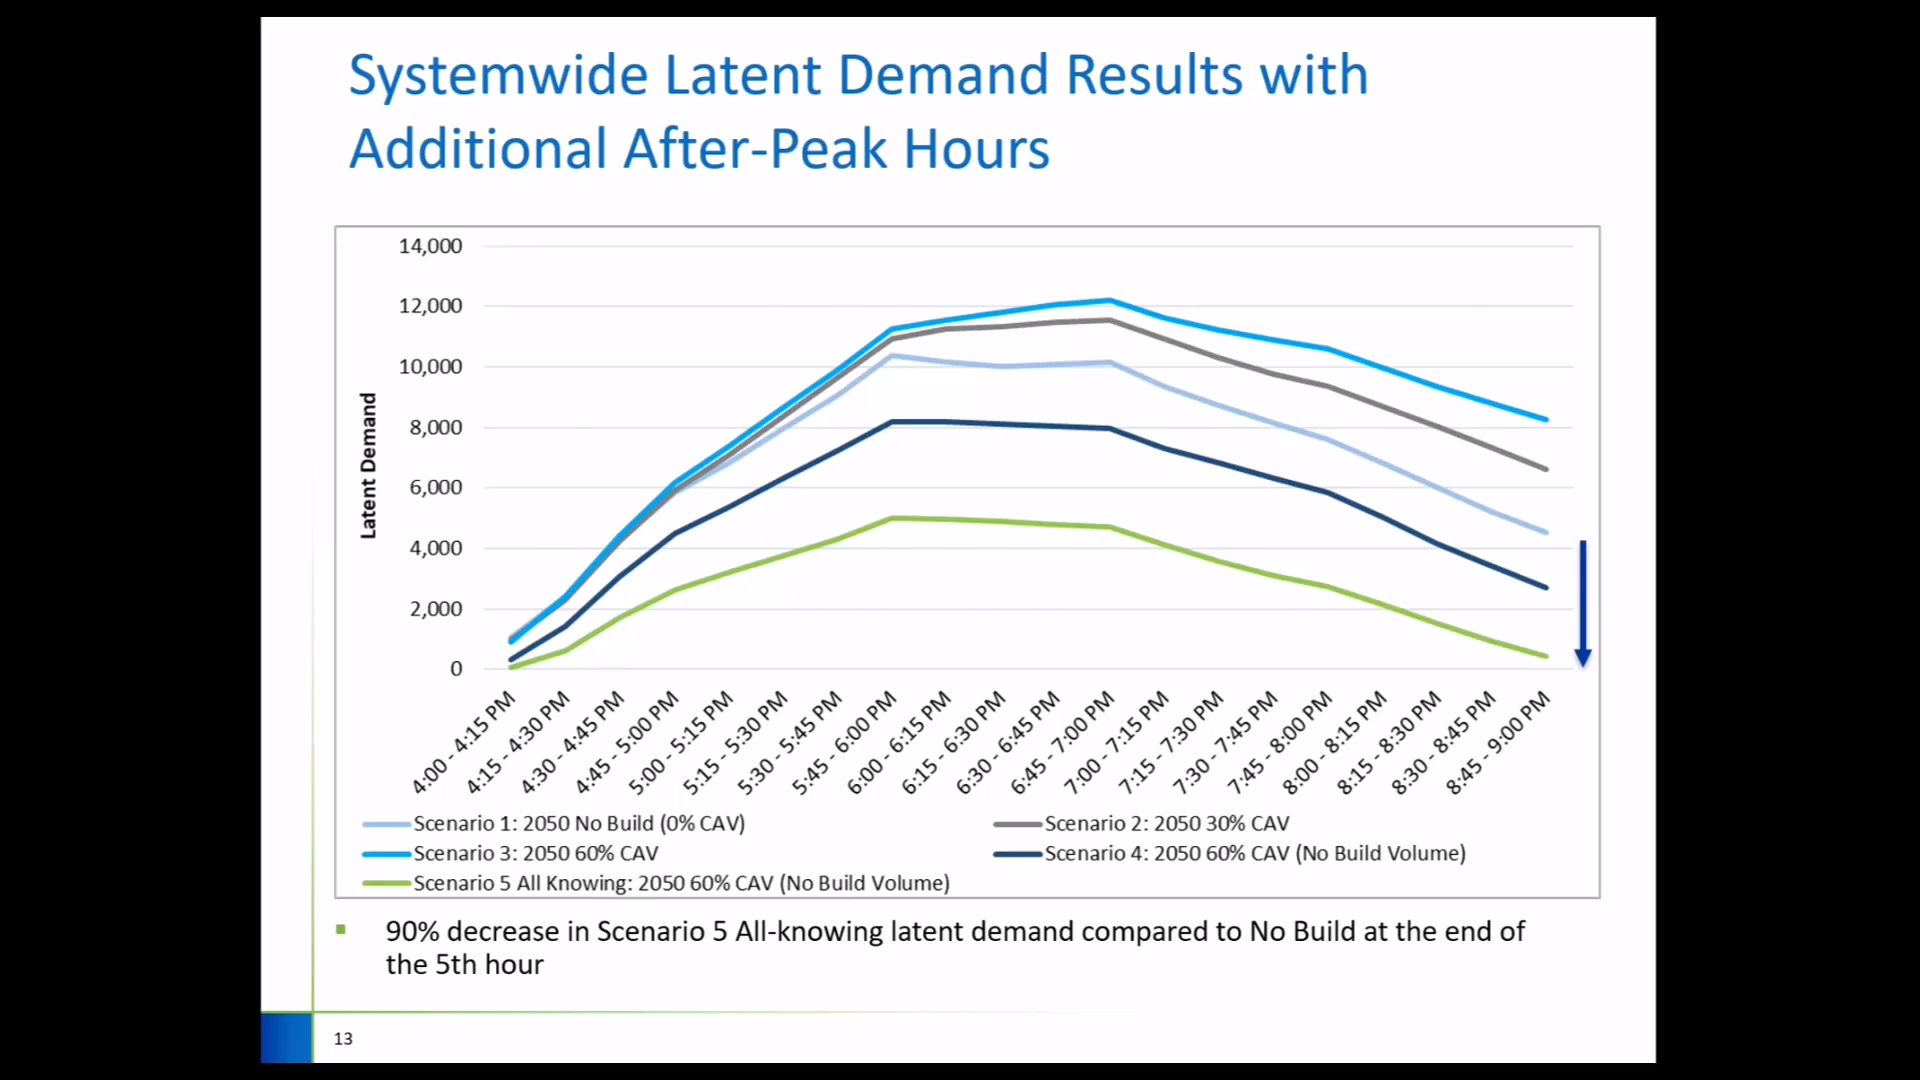 Systemwide Latent Demand Results with
Additional After-Peak Hours
14,000
12,000
10,000
8,000
6,000
4,000
2,000
0
Latent Demand
4:00 - 4:15 PM
4:15 - 4:30 PM
4:30 - 4:45 PM
4:45 - 5:00 PM
5:00 - 5:15 PM
5:15 - 5:30 PM
5:30 - 5:45 PM
5:45 - 6:00 PM
6:00 - 6:15 PM
6:15 - 6:30 PM
6:30 - 6:45 PM
6:45 - 7:00 PM
7:00 - 7:15 PM
7:15 - 7:30 PM
7:30 - 7:45 PM
7:45 - 8:00 PM
8:00 - 8:15 PM
8:15 - 8:30 PM
8:30 - 8:45 PM
8:45 - 9:00 PM
Scenario 1: 2050 No Build (0% CAV)
Scenario 2: 2050 30% CAV
Scenario 3: 2050 60% CAV
Scenario 4: 2050 60% CAV (No Build Volume)
Scenario 5 All Knowing: 2050 60% CAV (No Build Volume)
90% decrease in Scenario 5 All-knowing latent demand compared to No Build at the end of
the 5th hour
13